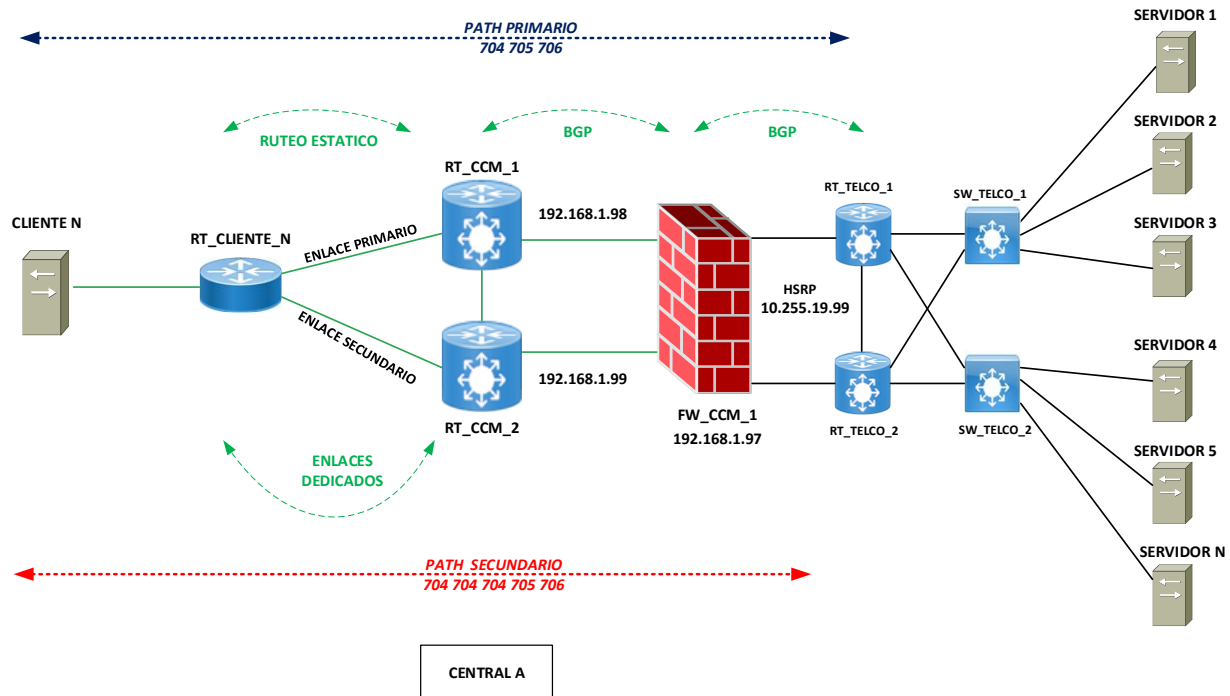 SERVIDOR 1
PATH PRIMARIO
704 705 706
SERVIDOR 2
RUTEO ESTATICO
BGP
BGP
RT_CCM_1
RT_TELCO_1
SW_TELCO_1
192.168.1.98
CLIENTE N
RT_CLIENTE_N
ENLACE PRIMARIO
SERVIDOR 3
HSRP
10.255.19.99
ENLACE SECUNDARIO
SERVIDOR 4
192.168.1.99
RT_CCM_2
FW_CCM_1
192.168.1.97
RT_TELCO_2
SW_TELCO_2
SERVIDOR 5
ENLACES
DEDICADOS
SERVIDOR N
PATH SECUNDARIO
704 704 704 705 706
CENTRAL A